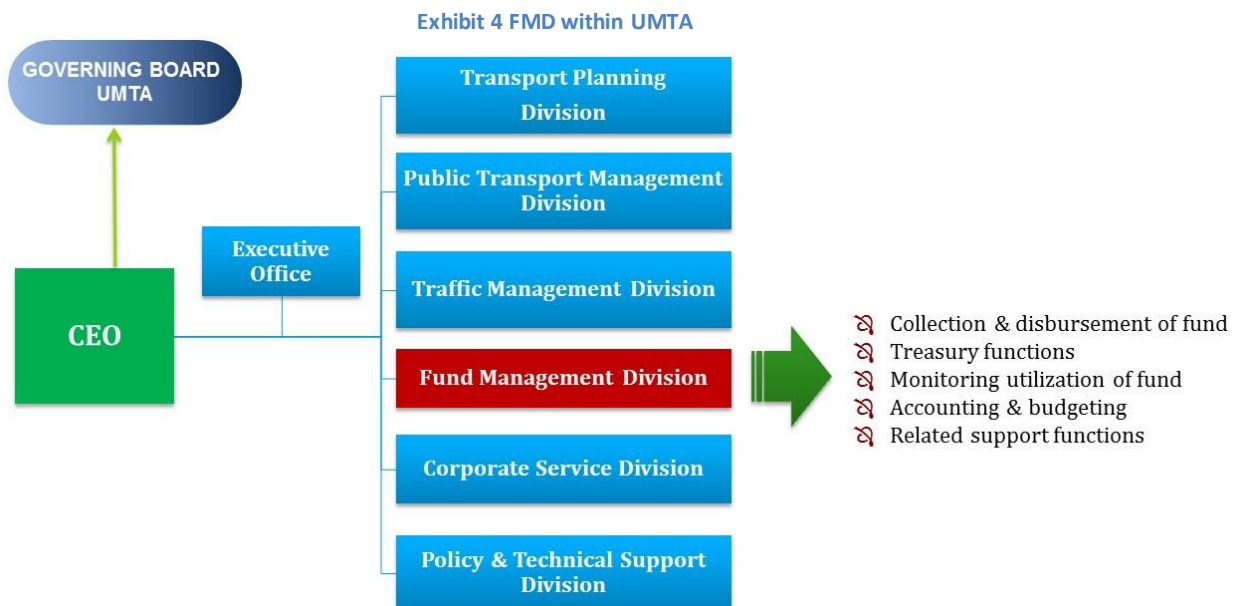 Exhibit 4 FMD within UMTA
GOVERNING BOARD
UMTA
CEO
Executive
Office
Transport Planning
Division
Public Transport Management
Division
Traffic Management Division
Fund Management Division
Corporate Service Division
Policy & Technical Support
Division
Collection & disbursement of fund
Treasury functions
Monitoring utilization of fund
Accounting & budgeting
Related support functions